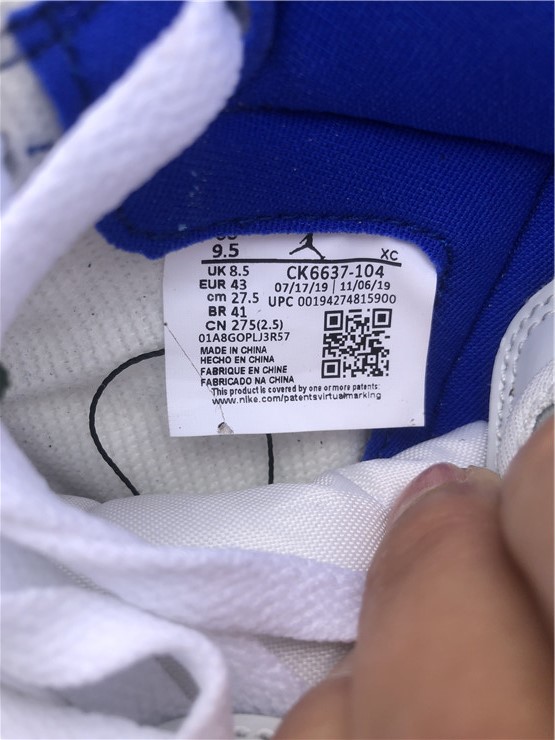 9.5 XC
UK 8.5 CK6637-104
EUR 43 07/17/19 | 11/06/19
cm 27.5 UPC 00194274815900
BR 41
CN 275(2.5)
01A8GOPLJ3R57
MADE IN CHINA
HECHO EN CHINA
FABRIQUE EN CHINE
FABRICADO NA CHINA
This product is covered by one or more patents:
www.nike.com/patentsvirtualmarking